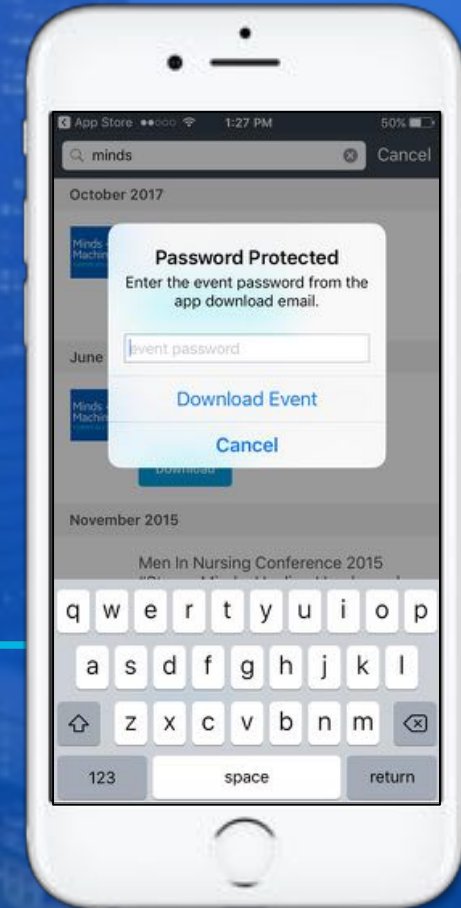 App Store 1:27 PM 50%
minds Cancel
October 2017
Minds
Machin
Password Protected
Enter the event password from the
app download email.
event password
June
Download Event
Minds
Machin
Cancel
Download
November 2015
Men In Nursing Conference 2015
q w e r t y u i o p
a s d f g h j k l
z x c v b n m
123 space return